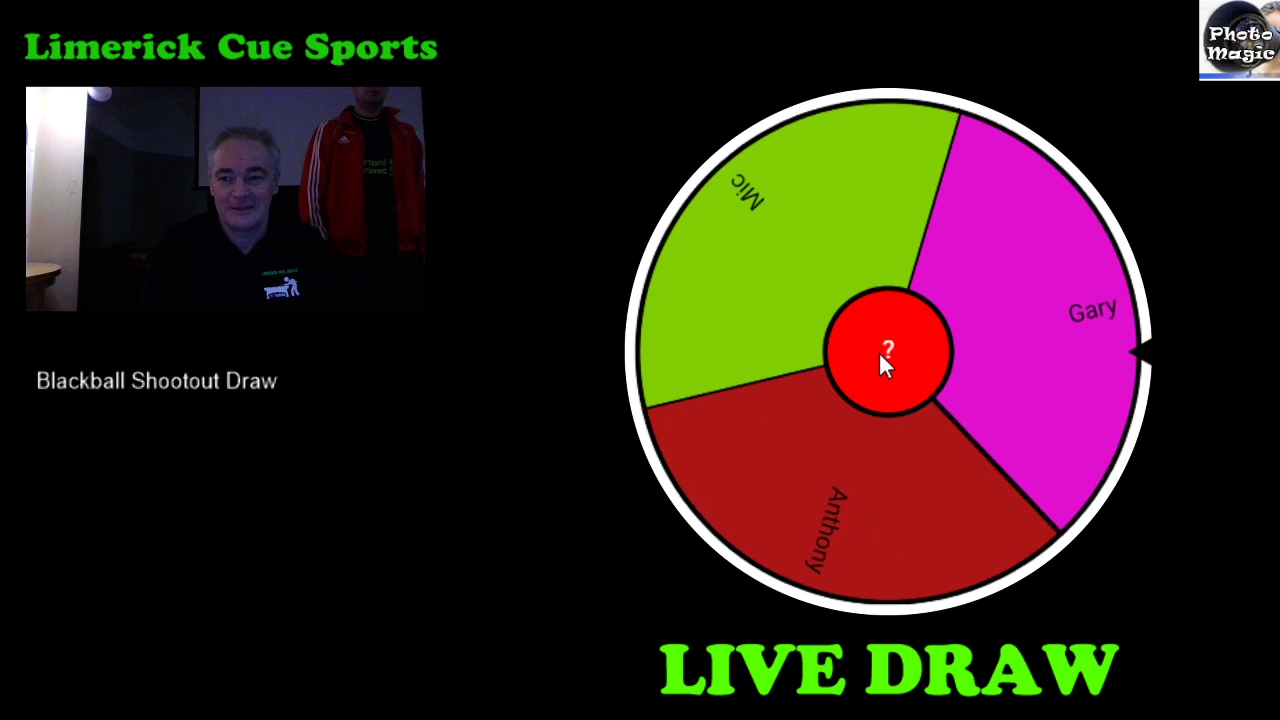 Limerick Cue Sports
Photo
Magic
Mic
Gary
?
Blackball Shootout Draw
Anthony
LIVE DRAW